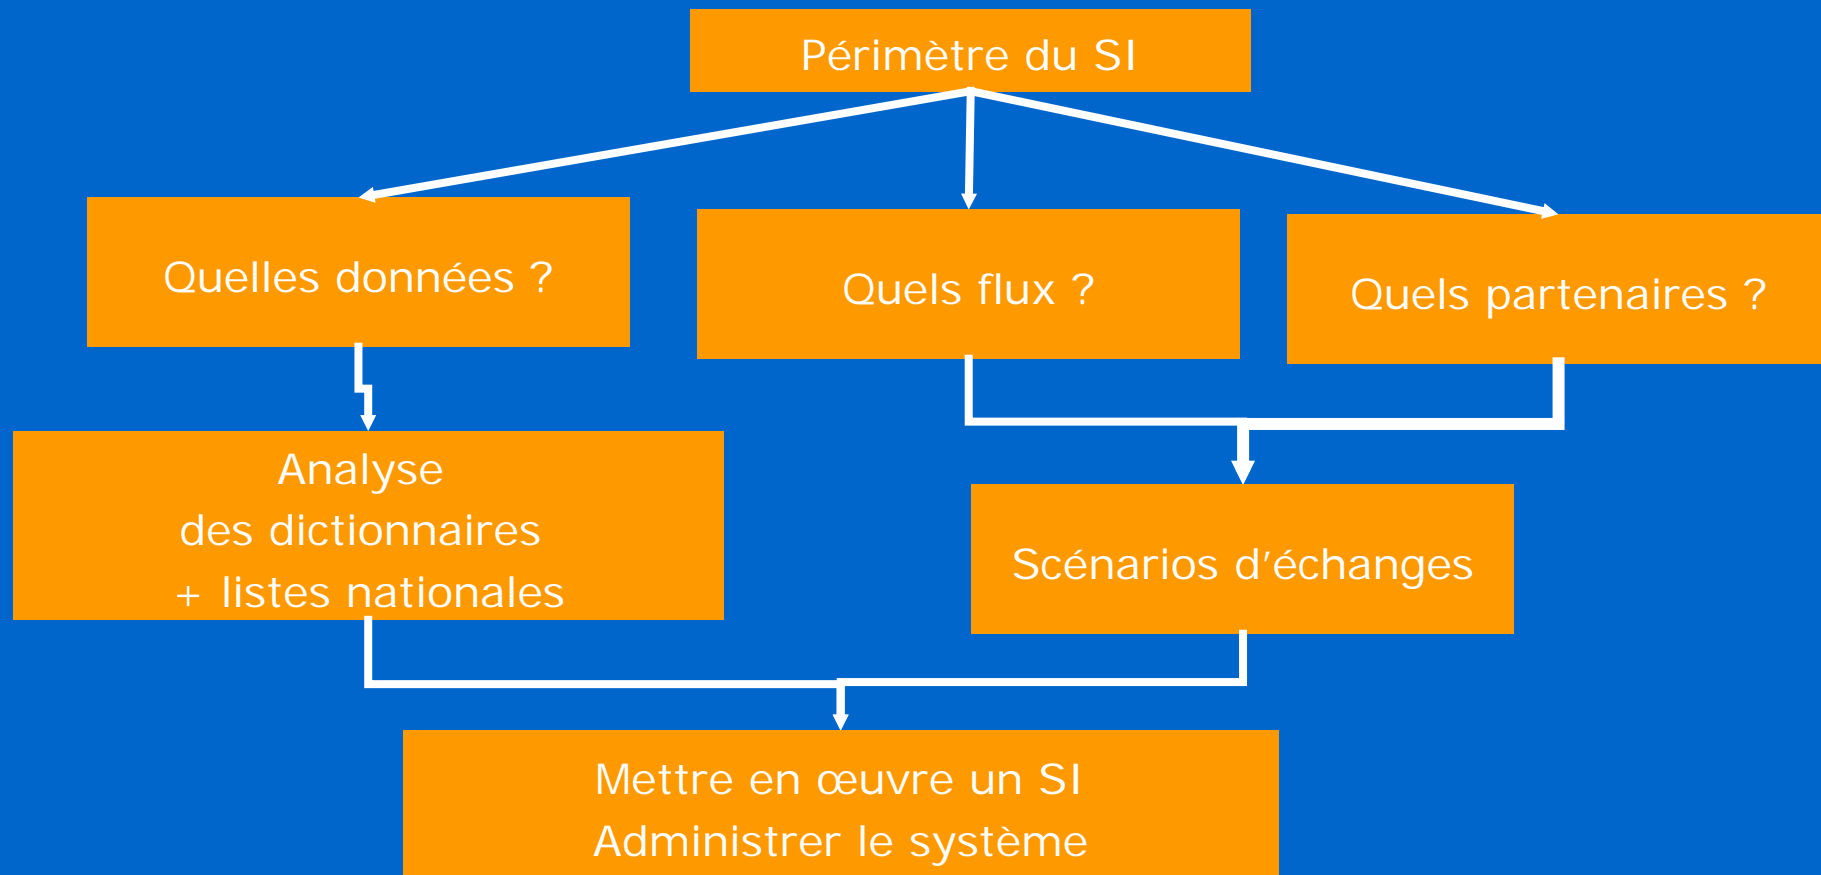 Périmètre du SI
Quelles données ?
Quels flux ?
Quels partenaires ?
Analyse
des dictionnaires
+ listes nationales
Scénarios d’échanges
Mettre en œuvre un SI
Administrer le système